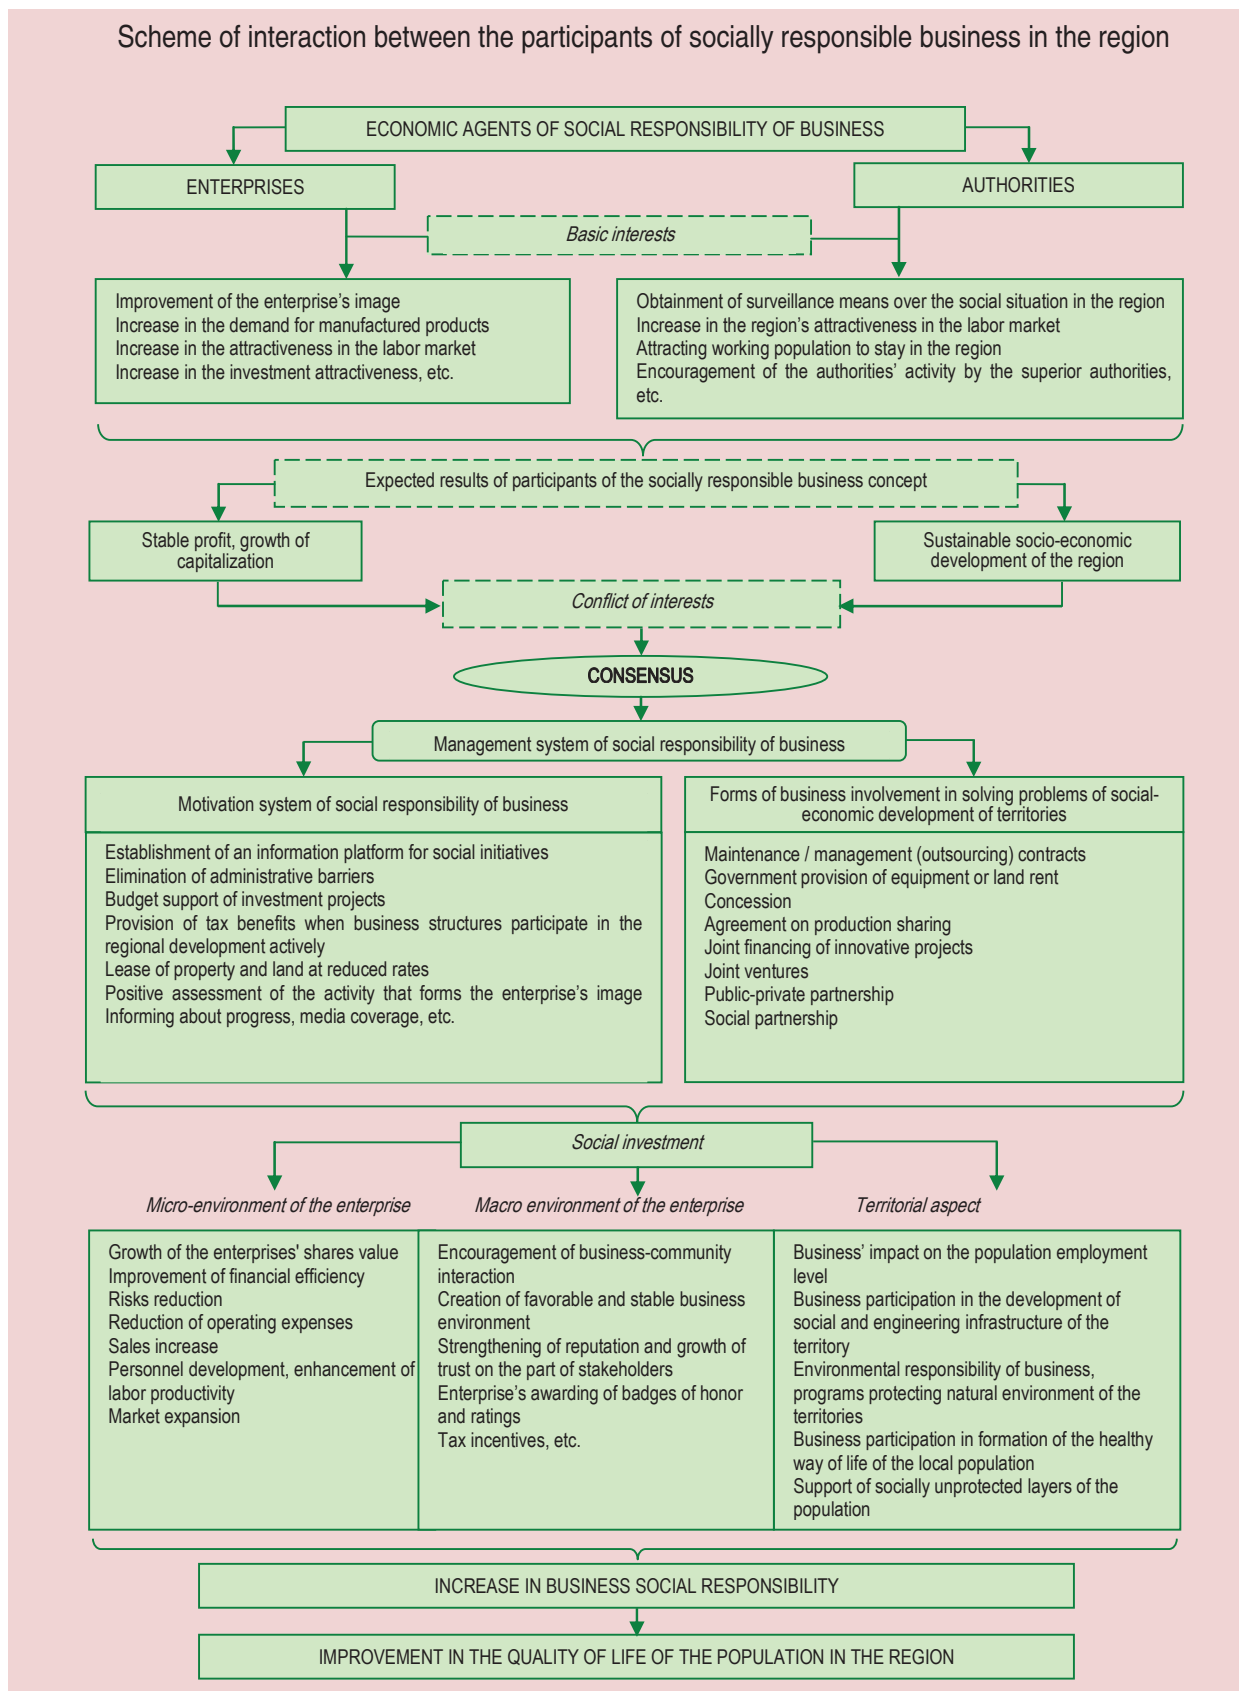 Scheme of interaction between the participants of socially responsible business in the region
ECONOMIC AGENTS OF SOCIAL RESPONSIBILITY OF BUSINESS
ENTERPRISES
AUTHORITIES
Basic interests
Improvement of the enterprise’s image
Increase in the demand for manufactured products
Increase in the attractiveness in the labor market
Increase in the investment attractiveness, etc.
Obtainment of surveillance means over the social situation in the region
Increase in the region’s attractiveness in the labor market
Attracting working population to stay in the region
Encouragement of the authorities’ activity by the superior authorities,
etc.
Expected results of participants of the socially responsible business concept
Stable profit, growth of
capitalization
Sustainable socio-economic
development of the region
Conflict of interests
CONSENSUS
Management system of social responsibility of business
Motivation system of social responsibility of business
Establishment of an information platform for social initiatives
Elimination of administrative barriers
Budget support of investment projects
Provision of tax benefits when business structures participate in the
regional development actively
Lease of property and land at reduced rates
Positive assessment of the activity that forms the enterprise’s image
Informing about progress, media coverage, etc.
Forms of business involvement in solving problems of social-
economic development of territories
Maintenance / management (outsourcing) contracts
Government provision of equipment or land rent
Concession
Agreement on production sharing
Joint financing of innovative projects
Joint ventures
Public-private partnership
Social partnership
Social investment
Micro-environment of the enterprise
Growth of the enterprises' shares value
Improvement of financial efficiency
Risks reduction
Reduction of operating expenses
Sales increase
Personnel development, enhancement of
labor productivity
Market expansion
Macro environment of the enterprise
Encouragement of business-community
interaction
Creation of favorable and stable business
environment
Strengthening of reputation and growth of
trust on the part of stakeholders
Enterprise’s awarding of badges of honor
and ratings
Tax incentives, etc.
Territorial aspect
Business’ impact on the population employment
level
Business participation in the development of
social and engineering infrastructure of the
territory
Environmental responsibility of business,
programs protecting natural environment of the
territories
Business participation in formation of the healthy
way of life of the local population
Support of socially unprotected layers of the
population
INCREASE IN BUSINESS SOCIAL RESPONSIBILITY
IMPROVEMENT IN THE QUALITY OF LIFE OF THE POPULATION IN THE REGION